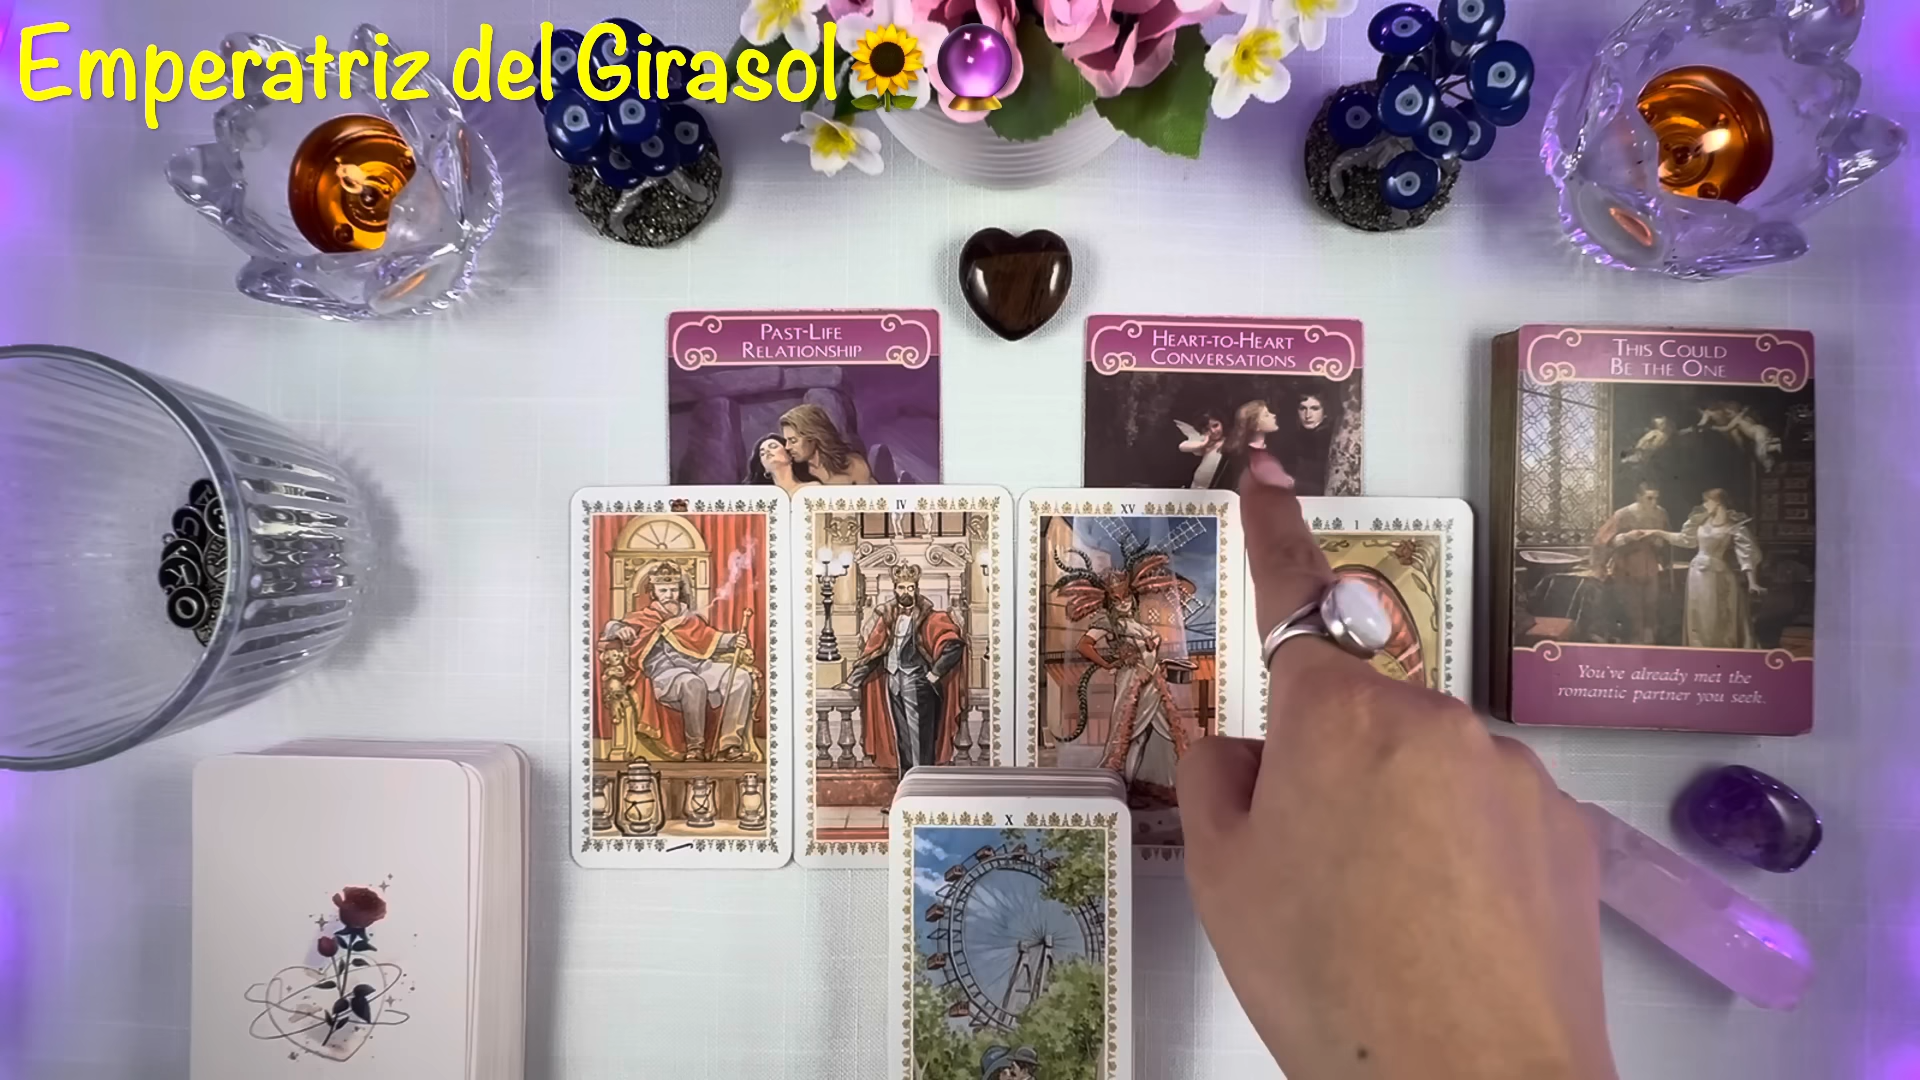 Emperatriz del Girasol
PAST-LIFE
RELATIONSHIP
HEART-TO-HEART
CONVERSATIONS
THIS COULD
BE THE ONE
You've already met the
romantic partner you seek.
IV
XV
I
X